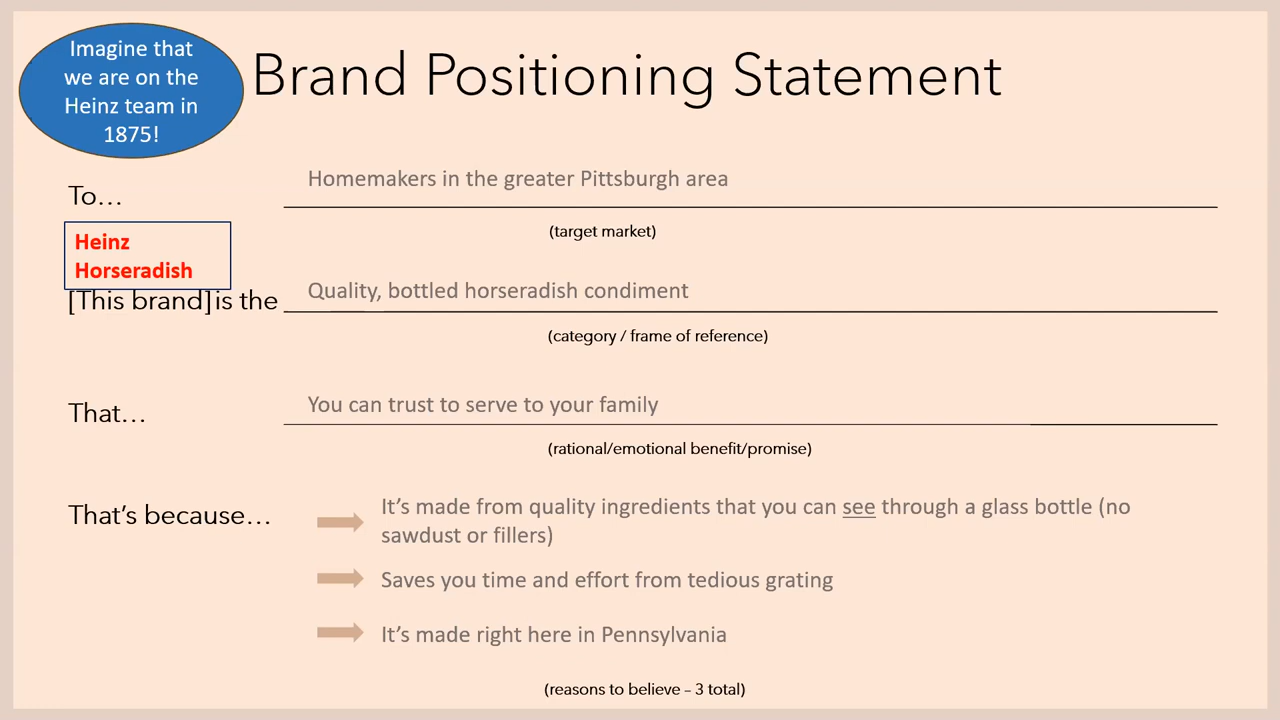 Imagine that
we are on the
Heinz team in
1875!
Brand Positioning Statement
To…
Homemakers in the greater Pittsburgh area
(target market)
Heinz
Horseradish
[This brand] is the
Quality, bottled horseradish condiment
(category / frame of reference)
That…
You can trust to serve to your family
(rational/emotional benefit/promise)
That’s because…
It’s made from quality ingredients that you can see through a glass bottle (no
sawdust or fillers)
Saves you time and effort from tedious grating
It’s made right here in Pennsylvania
(reasons to believe – 3 total)